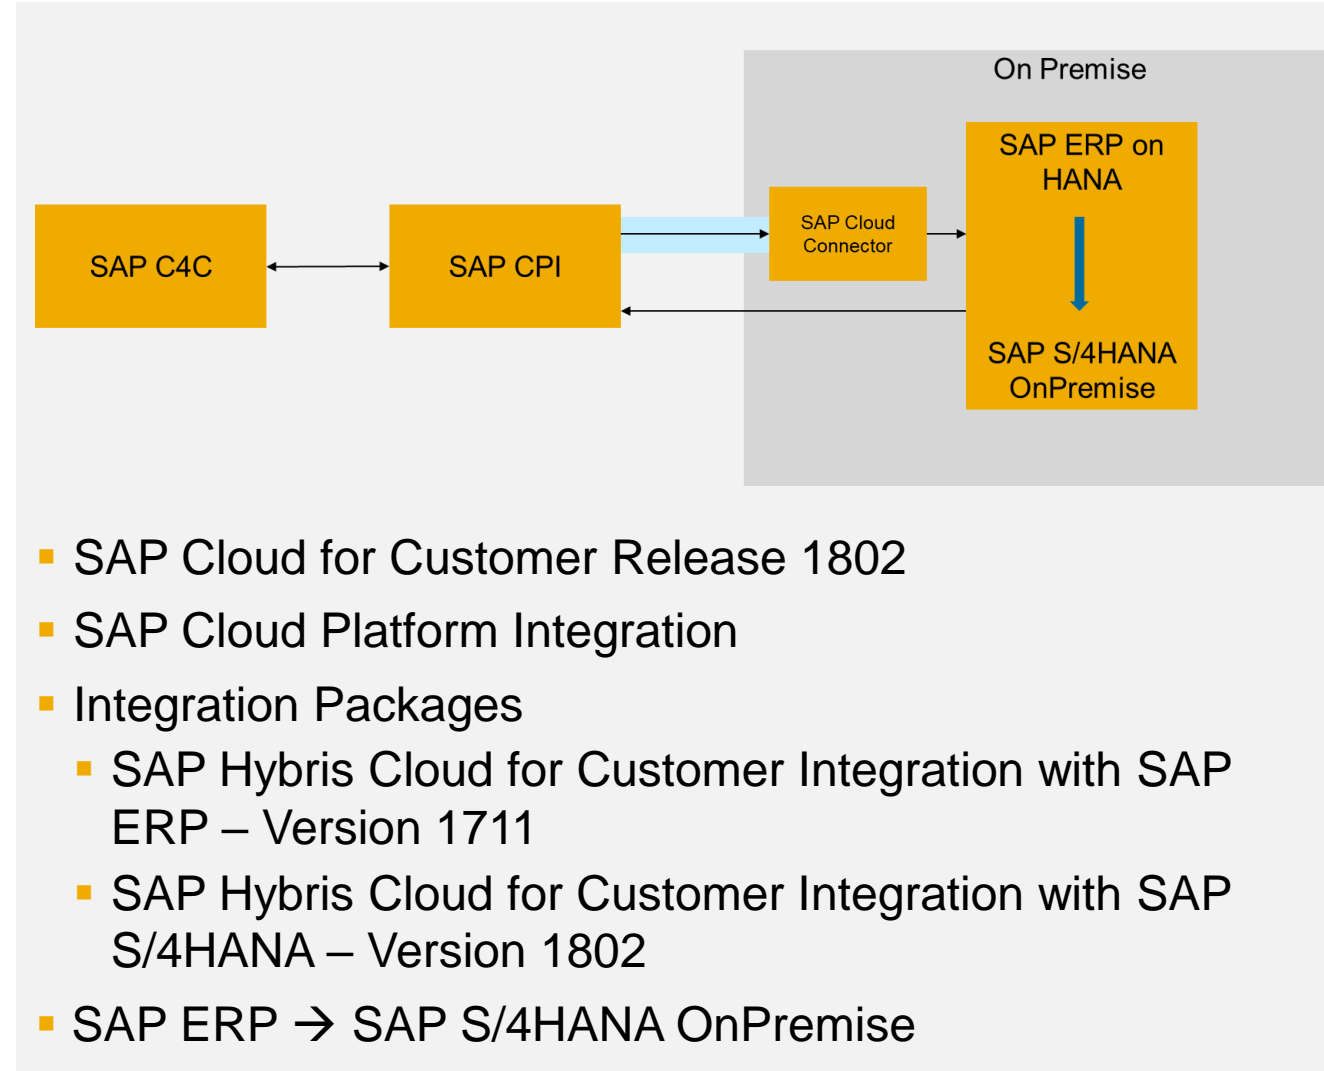 On Premise
SAP ERP on
HANA
SAP Cloud
Connector
SAP C4C
SAP CPI
SAP S/4HANA
OnPremise
SAP Cloud for Customer Release 1802
SAP Cloud Platform Integration
Integration Packages
SAP Hybris Cloud for Customer Integration with SAP
ERP – Version 1711
SAP Hybris Cloud for Customer Integration with SAP
S/4HANA – Version 1802
SAP ERP → SAP S/4HANA OnPremise